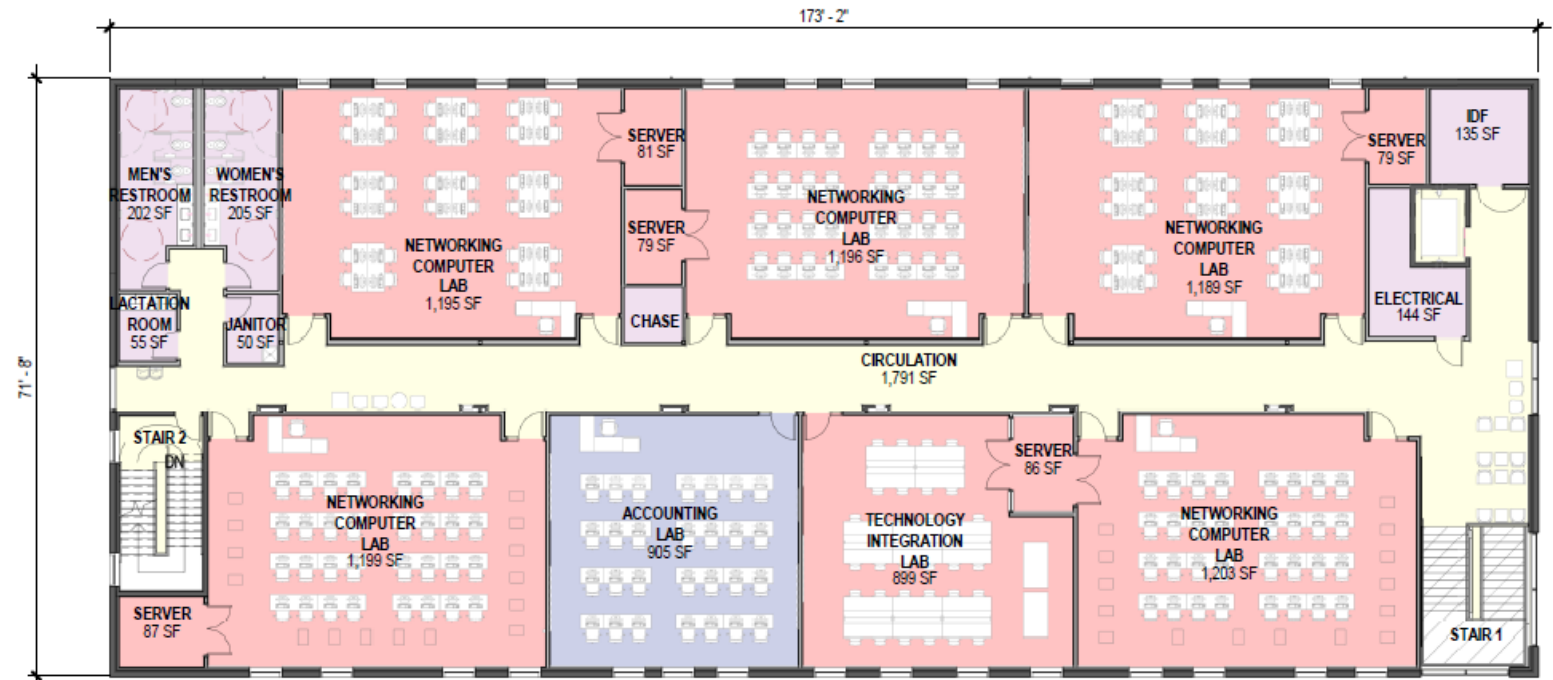 173' - 2"
71' - 8"
MEN'S
RESTROOM
202 SF
WOMEN'S
RESTROOM
205 SF
NETWORKING
COMPUTER
LAB
1,195 SF
SERVER
81 SF
SERVER
79 SF
CHASE
NETWORKING
COMPUTER
LAB
1,196 SF
NETWORKING
COMPUTER
LAB
1,189 SF
SERVER
79 SF
IDF
135 SF
ELECTRICAL
144 SF
LACTATION
ROOM
55 SF
JANITOR
50 SF
CIRCULATION
1,791 SF
STAIR 2
DN
NETWORKING
COMPUTER
LAB
1,199 SF
SERVER
87 SF
ACCOUNTING
LAB
905 SF
TECHNOLOGY
INTEGRATION
LAB
899 SF
SERVER
86 SF
NETWORKING
COMPUTER
LAB
1,203 SF
STAIR 1